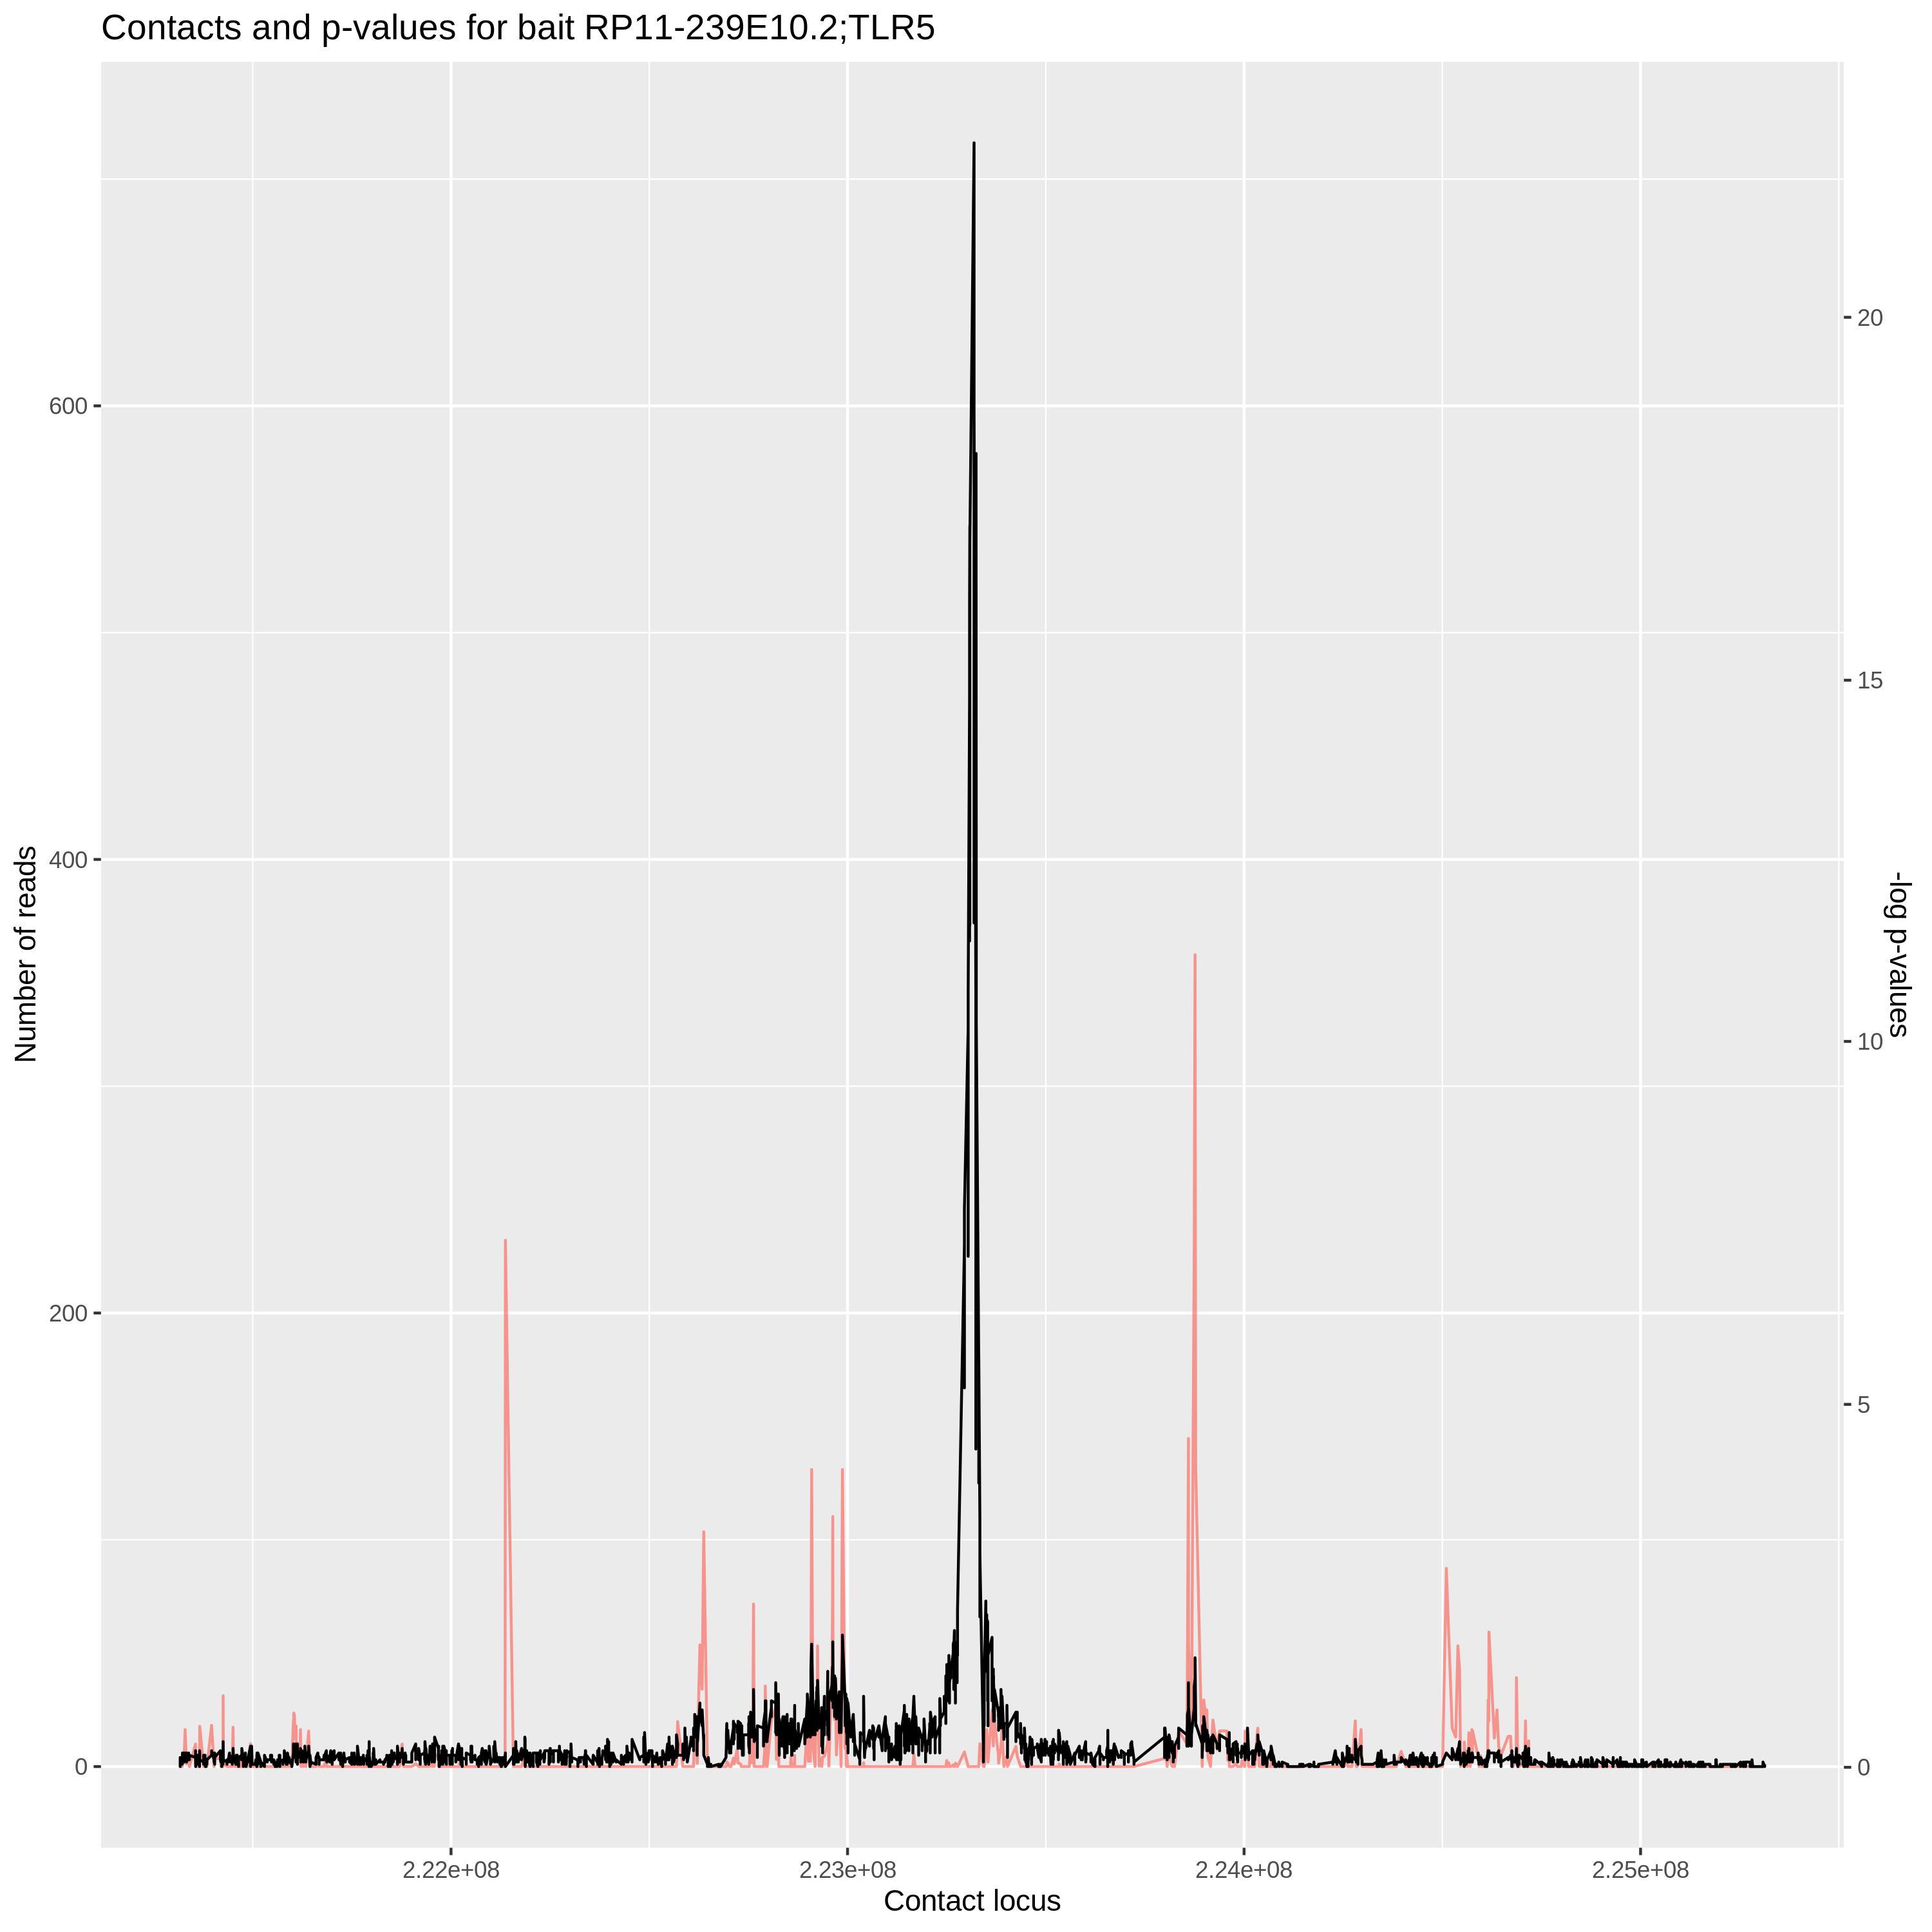 Contacts and p-values for bait RP11-239E10.2;TLR5
Number of reads
600
400
200
0
20
15
10
5
0
-log p-values
2.22e+08
2.23e+08
2.24e+08
2.25e+08
Contact locus